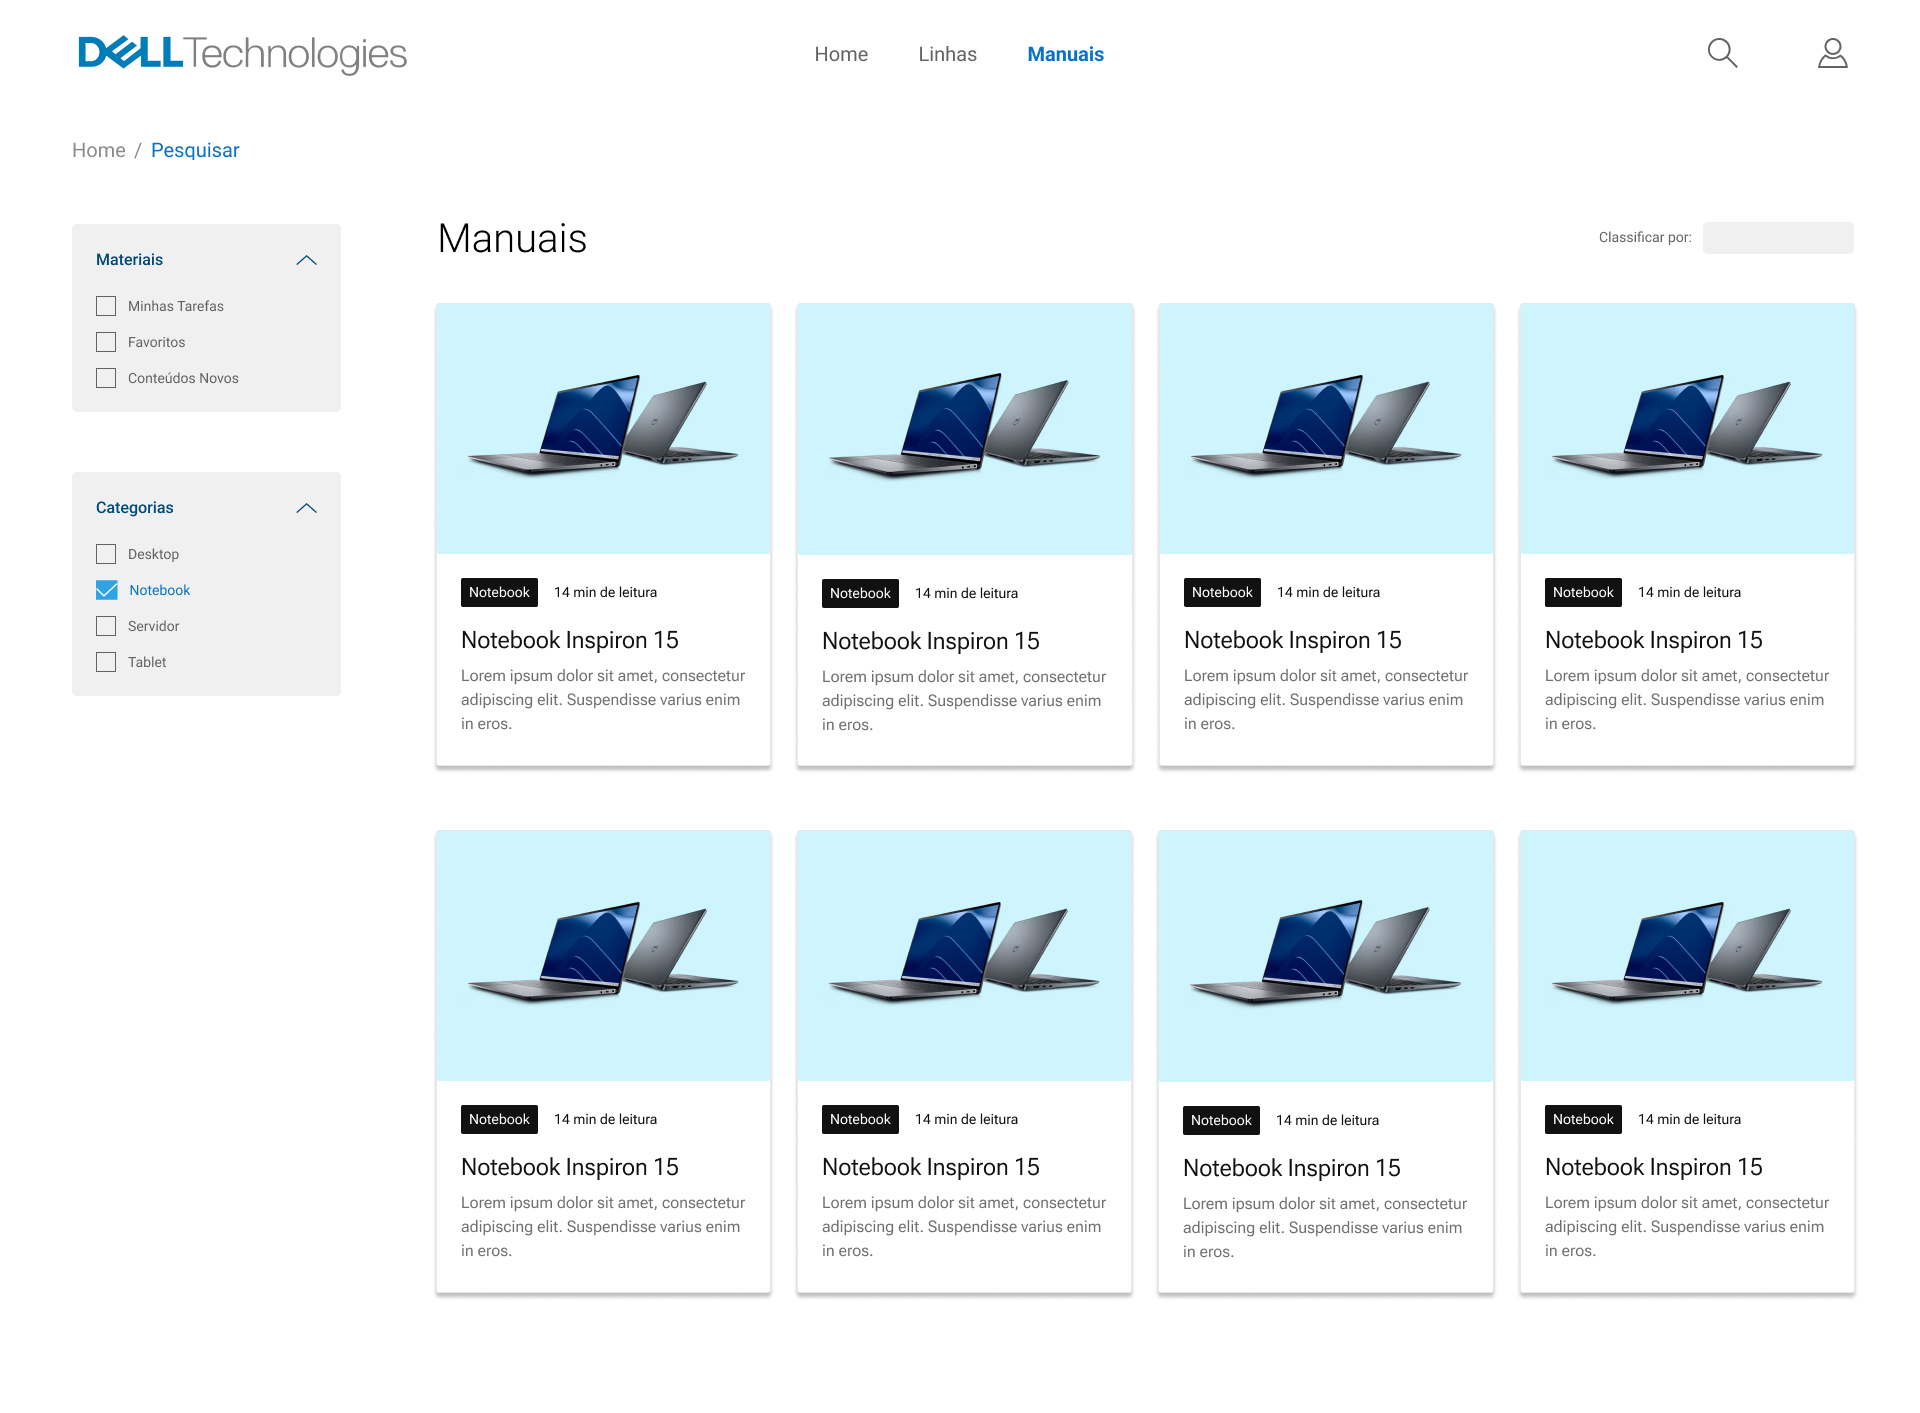 DELL Technologies
Home Linhas Manuais
Home / Pesquisar
Materiais
Minhas Tarefas
Favoritos
Conteúdos Novos
Categorias
Desktop
Notebook
Servidor
Tablet
Manuais
Classificar por:
Notebook 14 min de leitura
Notebook Inspiron 15
Lorem ipsum dolor sit amet, consectetur
adipiscing elit. Suspendisse varius enim
in eros.
Notebook 14 min de leitura
Notebook Inspiron 15
Lorem ipsum dolor sit amet, consectetur
adipiscing elit. Suspendisse varius enim
in eros.
Notebook 14 min de leitura
Notebook Inspiron 15
Lorem ipsum dolor sit amet, consectetur
adipiscing elit. Suspendisse varius enim
in eros.
Notebook 14 min de leitura
Notebook Inspiron 15
Lorem ipsum dolor sit amet, consectetur
adipiscing elit. Suspendisse varius enim
in eros.
Notebook 14 min de leitura
Notebook Inspiron 15
Lorem ipsum dolor sit amet, consectetur
adipiscing elit. Suspendisse varius enim
in eros.
Notebook 14 min de leitura
Notebook Inspiron 15
Lorem ipsum dolor sit amet, consectetur
adipiscing elit. Suspendisse varius enim
in eros.
Notebook 14 min de leitura
Notebook Inspiron 15
Lorem ipsum dolor sit amet, consectetur
adipiscing elit. Suspendisse varius enim
in eros.
Notebook 14 min de leitura
Notebook Inspiron 15
Lorem ipsum dolor sit amet, consectetur
adipiscing elit. Suspendisse varius enim
in eros.